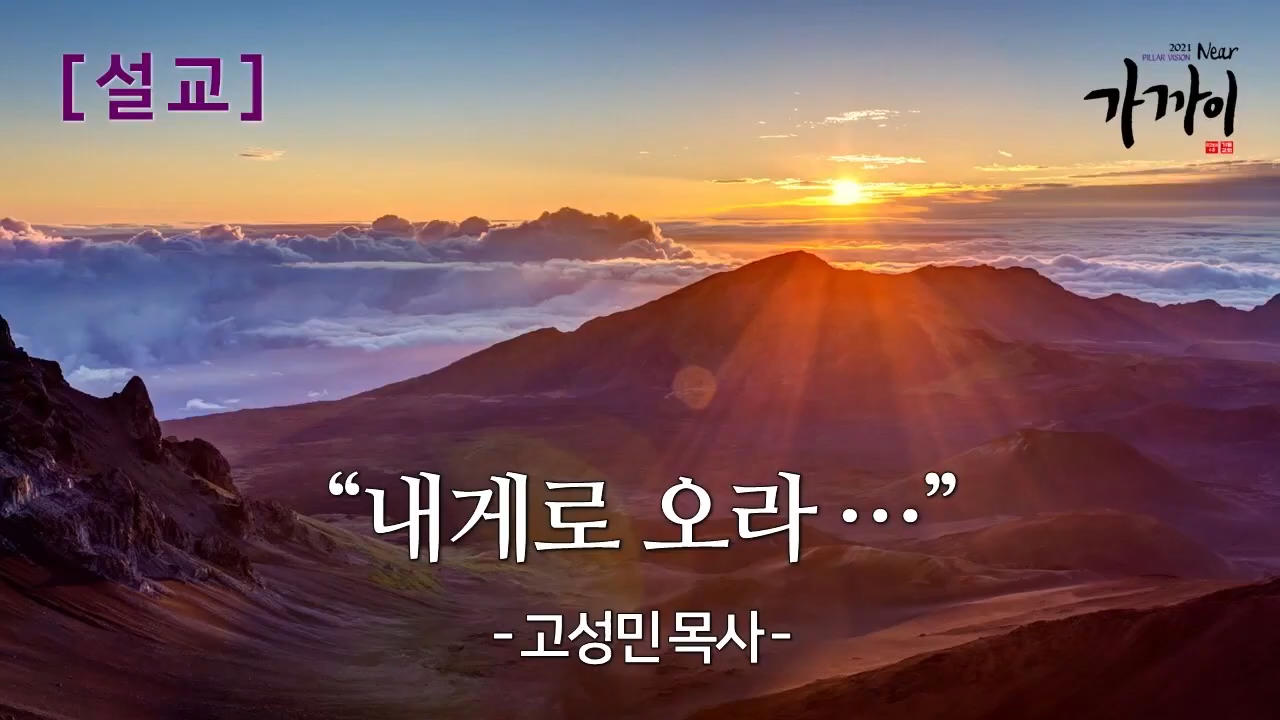 [설교]
2021
PILLAR VISION Near
가까이
“내게로 오라 …”
- 고성민 목사 -